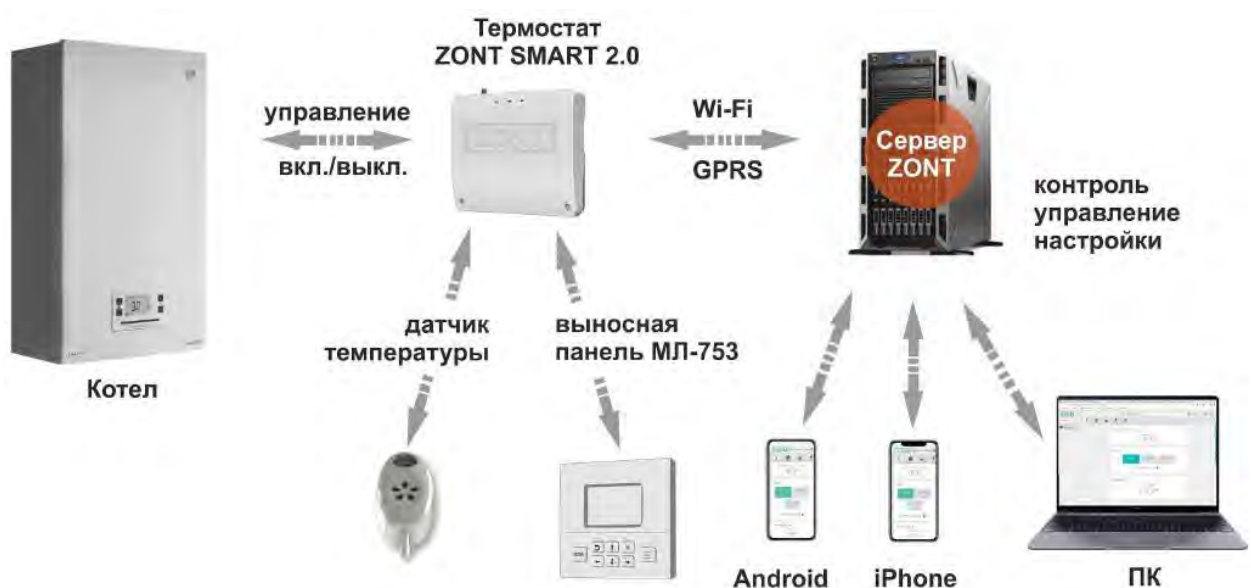 Термостат
ZONT SMART 2.0
управление
вкл./выкл.
Wi-Fi
GPRS
Сервер
ZONT
контроль
управление
настройки
датчик
температуры
выносная
панель МЛ-753
Котел
Android
iPhone
ПК